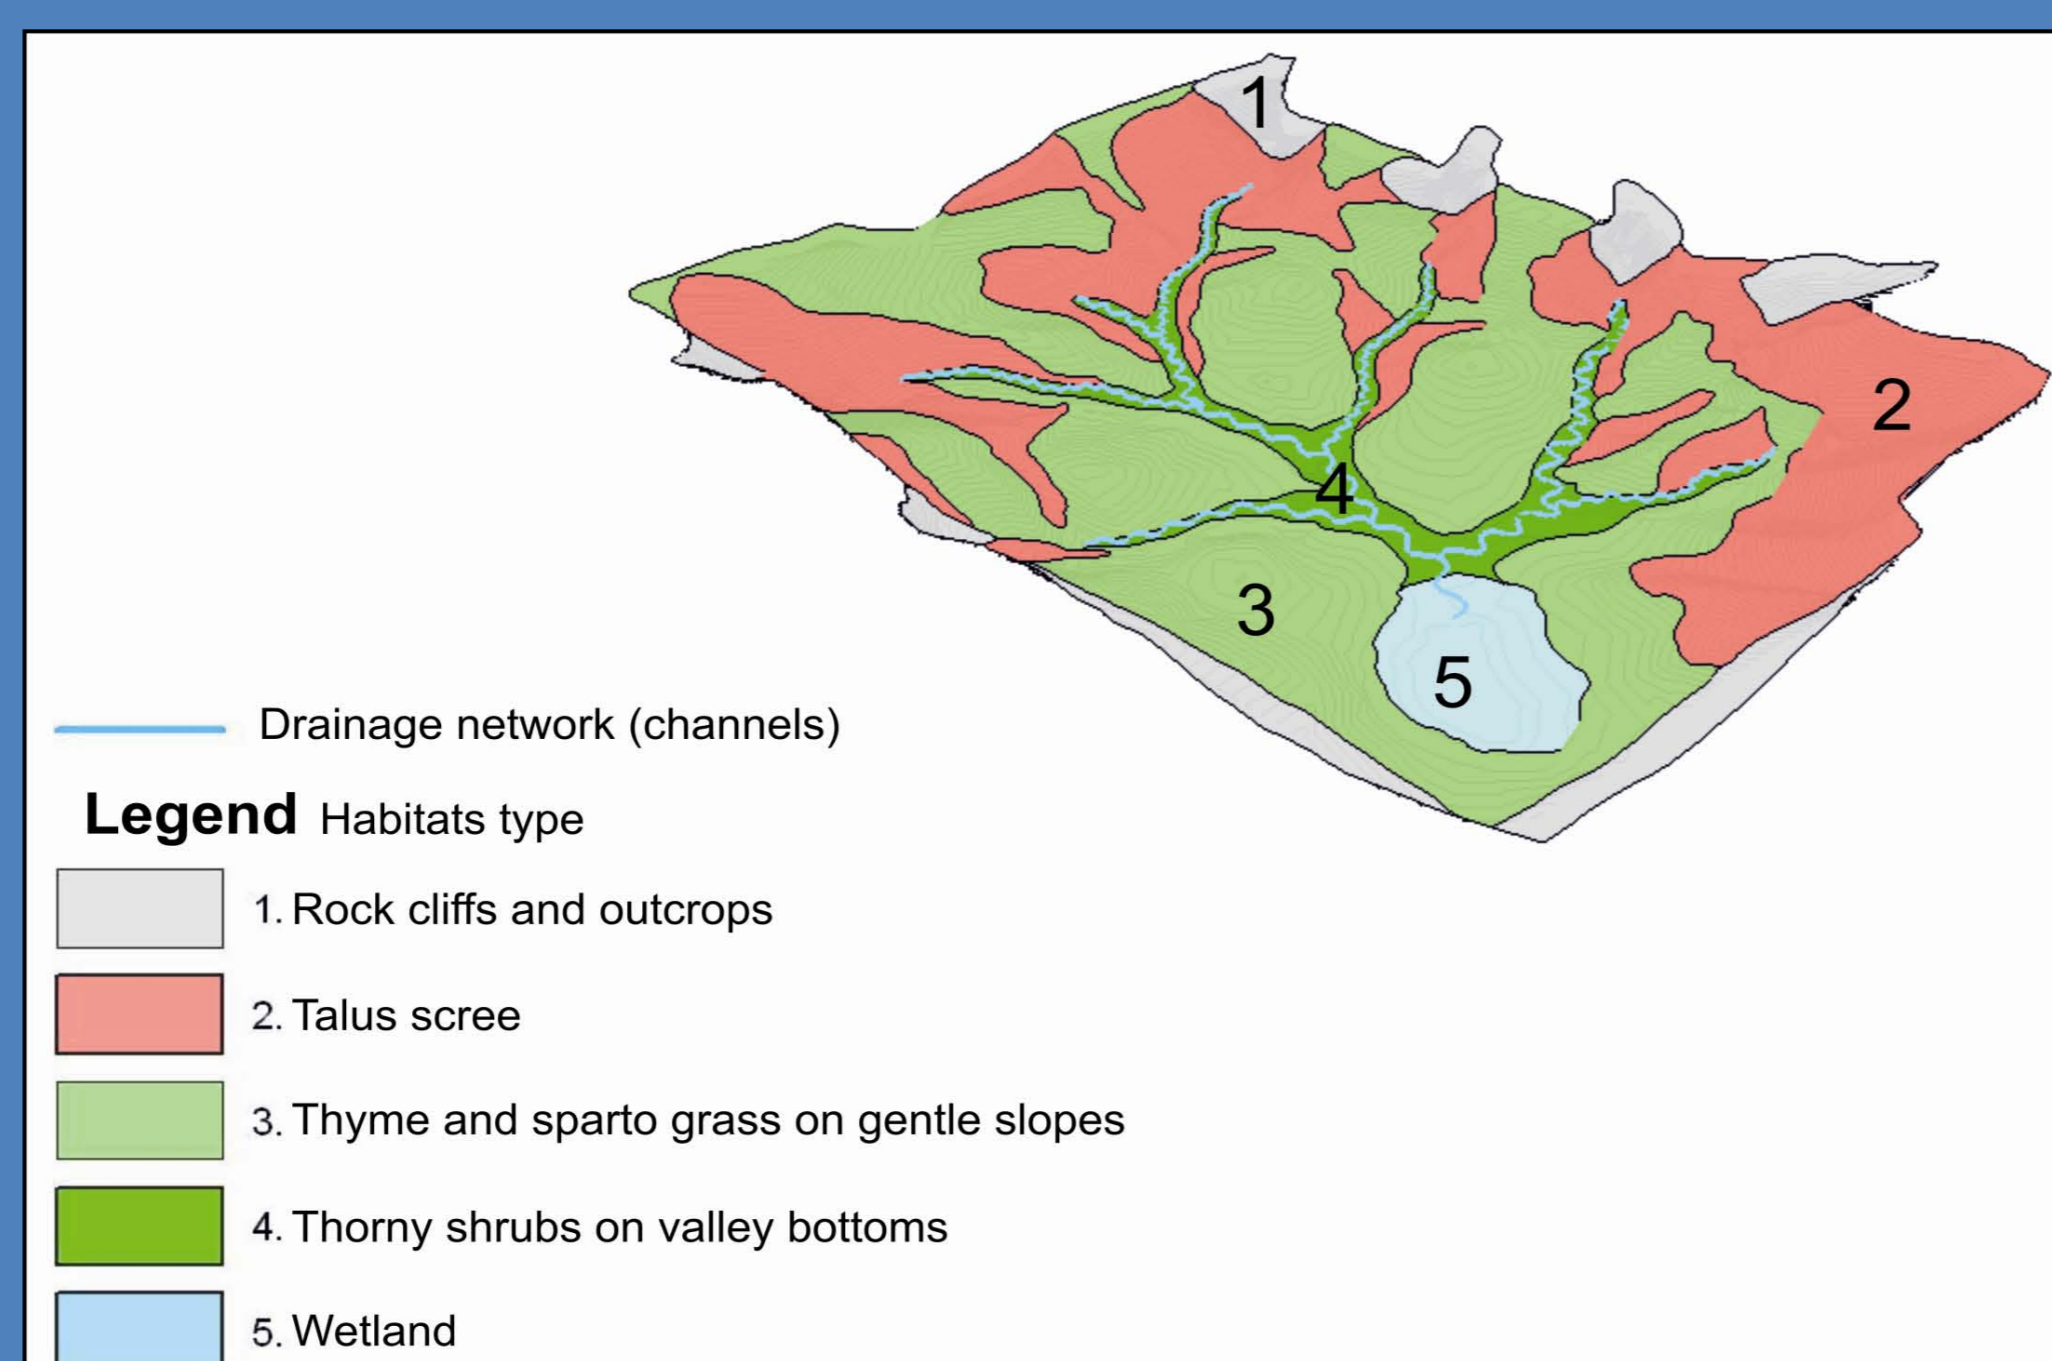 1
2
4
3
5
Drainage network (channels)
Legend Habitats type
1. Rock cliffs and outcrops
2. Talus scree
3. Thyme and sparto grass on gentle slopes
4. Thorny shrubs on valley bottoms
5. Wetland